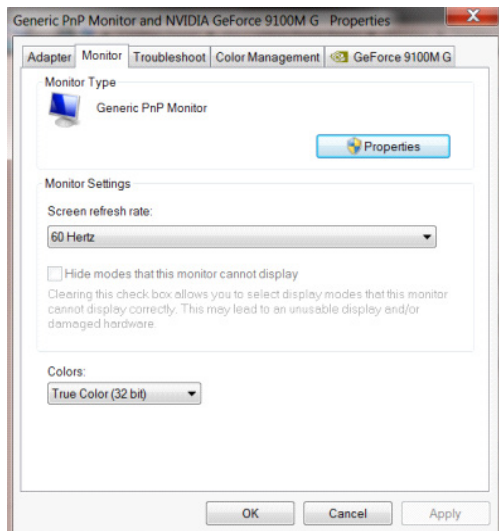 Generic PnP Monitor and NVIDIA GeForce 9100M G Properties
Adapter Monitor Troubleshoot Color Management GeForce 9100M G
Monitor Type
Generic PnP Monitor
Properties
Monitor Settings
Screen refresh rate:
60 Hertz
Hide modes that this monitor cannot display
Clearing this check box allows you to select display modes that this monitor
cannot display correctly. This may lead to an unusable display and/or
damaged hardware.
Colors:
True Color (32 bit)
OK Cancel Apply